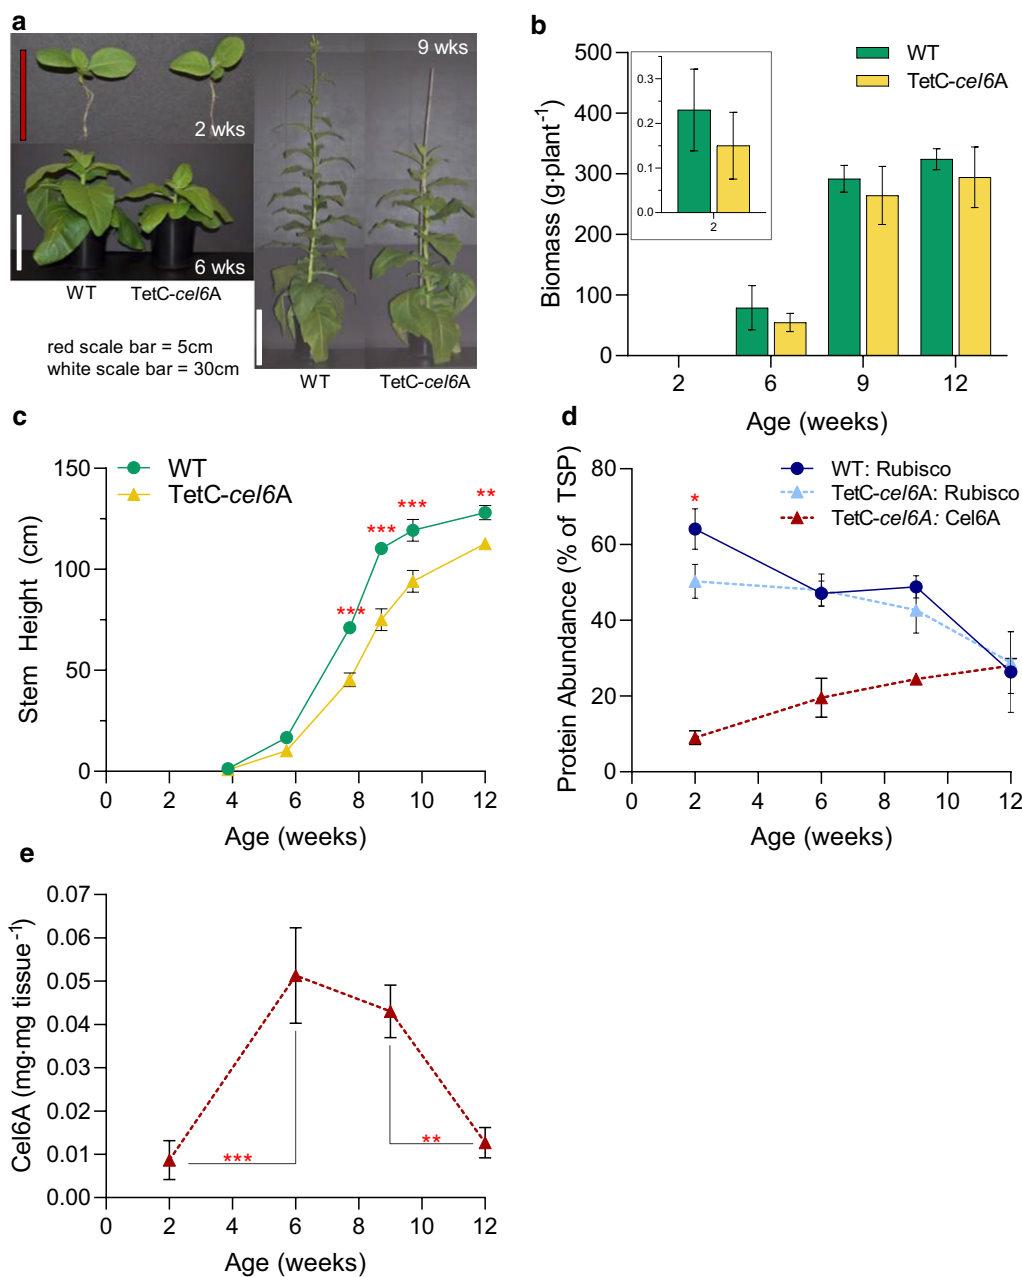 a
9 wks
2 wks
6 wks
WT TetC-cel6A
red scale bar = 5cm
white scale bar = 30cm
WT TetC-cel6A
b
WT
TetC-cel6A
500
400
300
200
100
0
0.3
0.2
0.1
0.0
2
2 6 9 12
Biomass (g·plant⁻¹)
Age (weeks)
c
WT
TetC-cel6A
150
100
50
0
***
***
***
**
0 2 4 6 8 10 12
Stem Height (cm)
Age (weeks)
d
WT: Rubisco
TetC-cel6A: Rubisco
TetC-cel6A: Cel6A
80
60
40
20
0
*
0 2 4 6 8 10 12
Protein Abundance (% of TSP)
Age (weeks)
e
0.07
0.06
0.05
0.04
0.03
0.02
0.01
0.00
***
**
0 2 4 6 8 10 12
Cel6A (mg·mg tissue⁻¹)
Age (weeks)